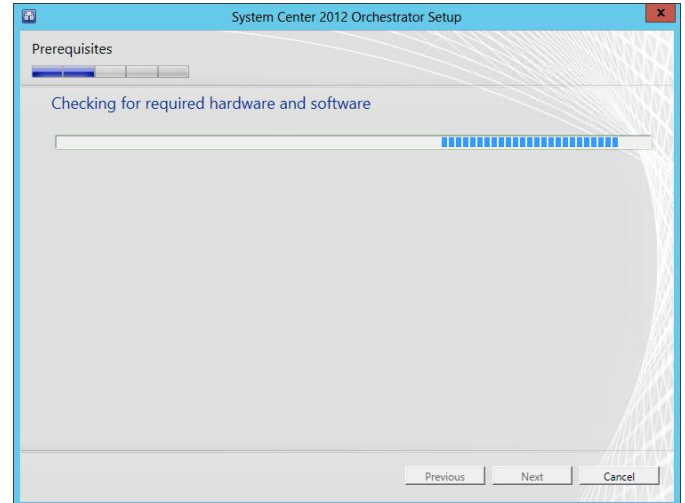 System Center 2012 Orchestrator Setup
x
Prerequisites
Checking for required hardware and software
Previous Next Cancel